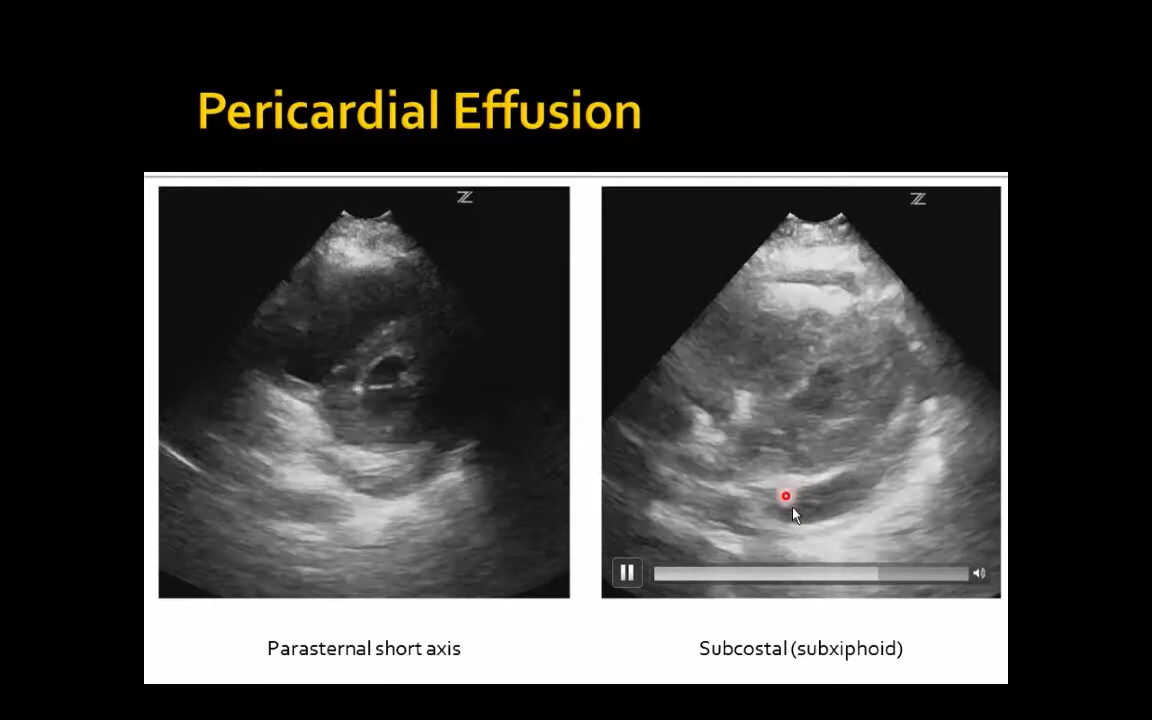 Pericardial Effusion
Z
Z
Parasternal short axis
Subcostal (subxiphoid)